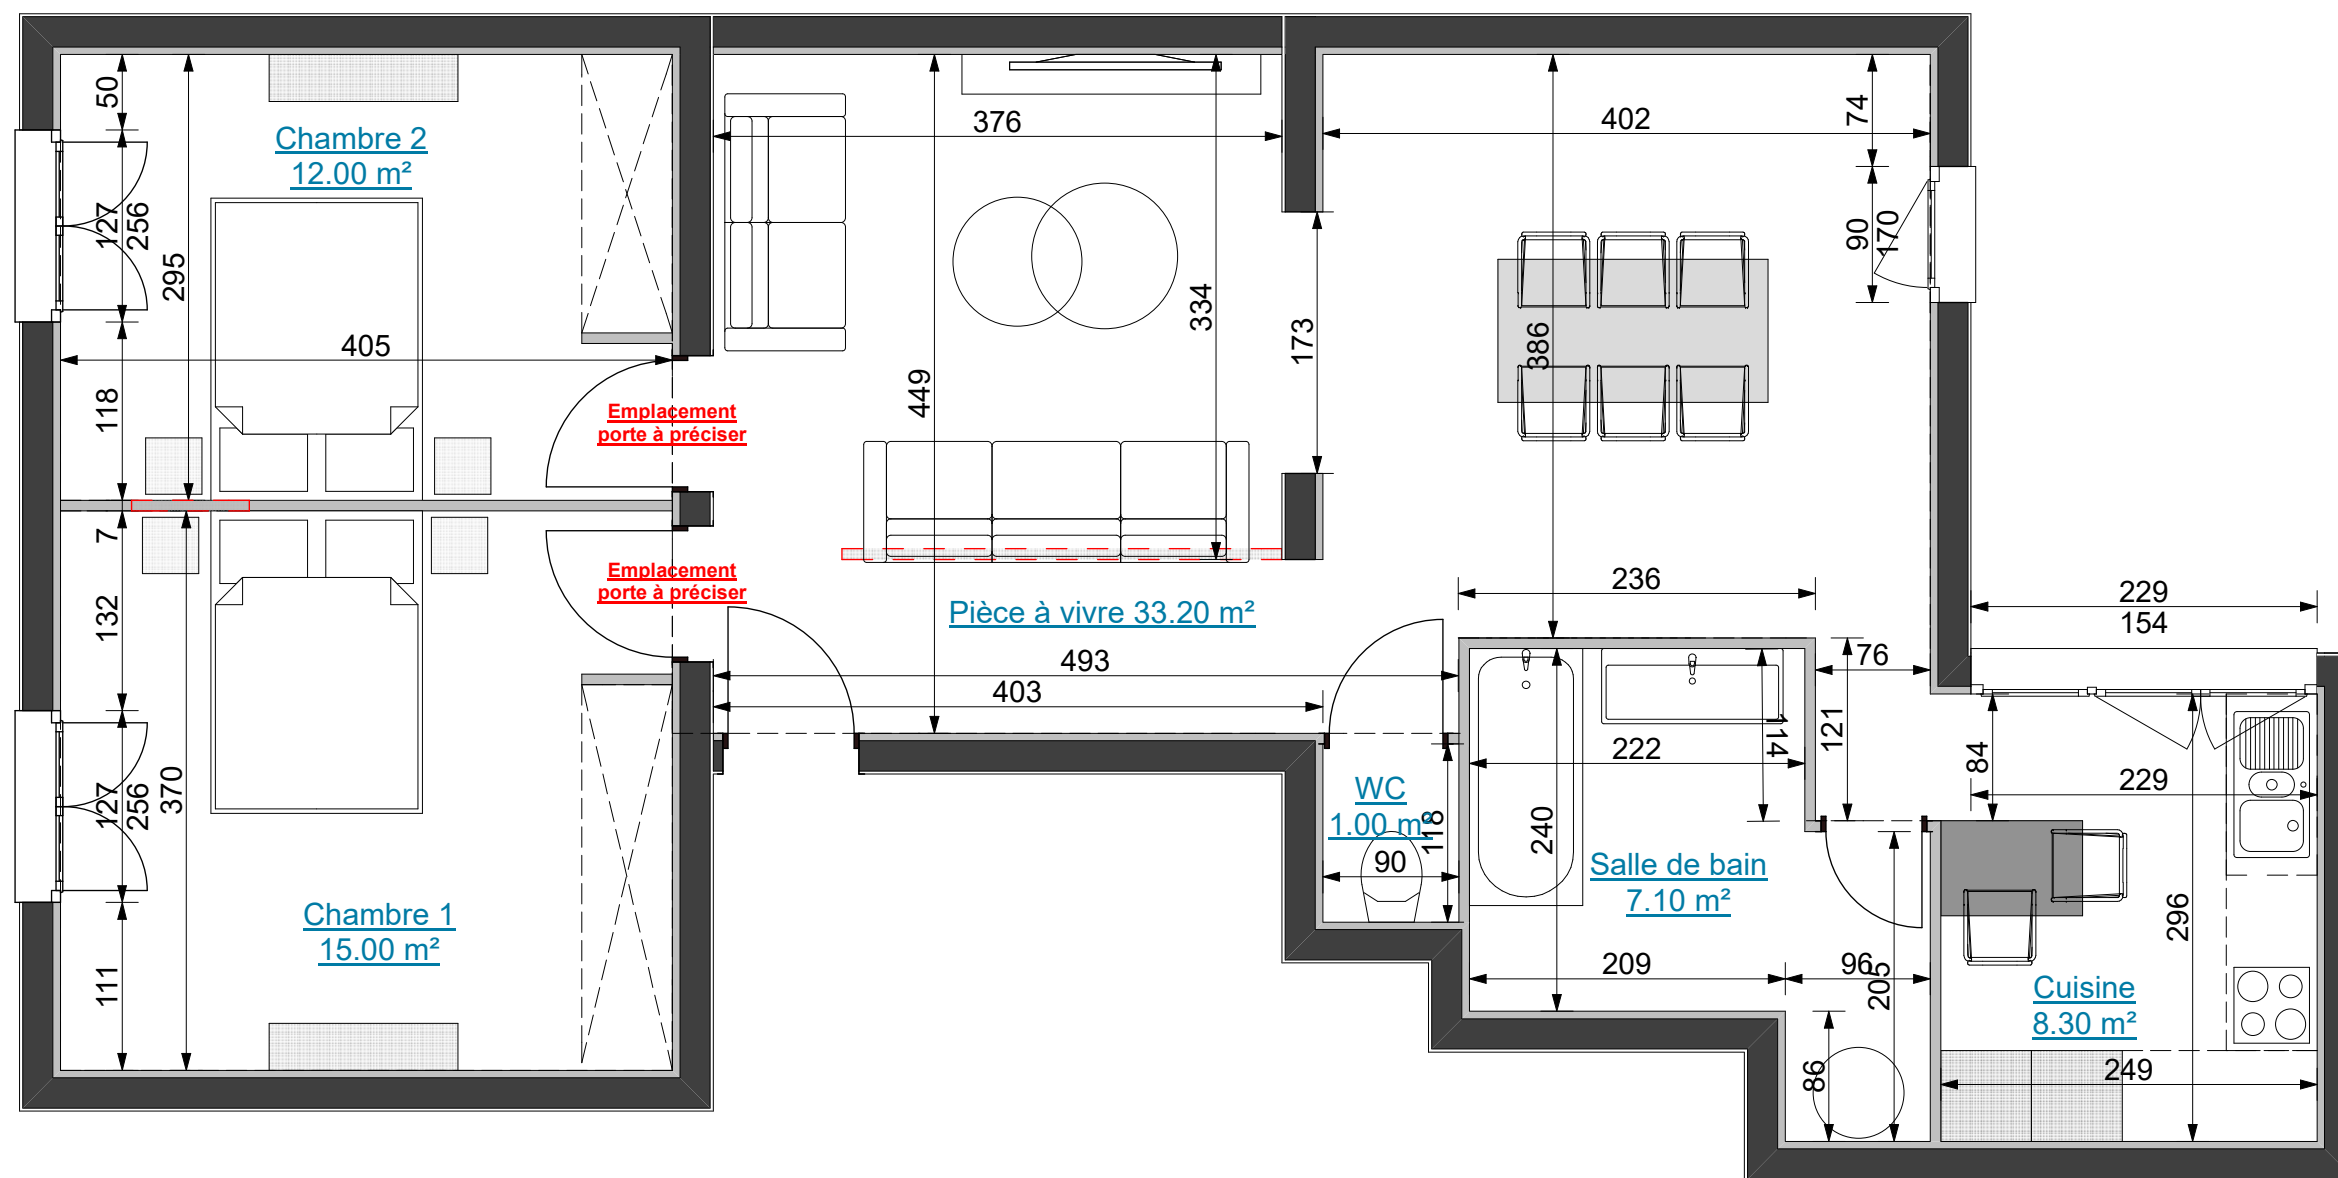 50
295
376
402
74
Chambre 2
12.00 m²
127
256
334
386
90
170
405
449
173
118
Emplacement
porte à préciser
7
132
Emplacement
porte à préciser
Pièce à vivre 33.20 m²
236
229
154
493
403
76
121
114
222
84
229
127
256
370
WC
1.00 m²
118
90
240
Salle de bain
7.10 m²
Chambre 1
15.00 m²
111
209
96
205
296
Cuisine
8.30 m²
86
249